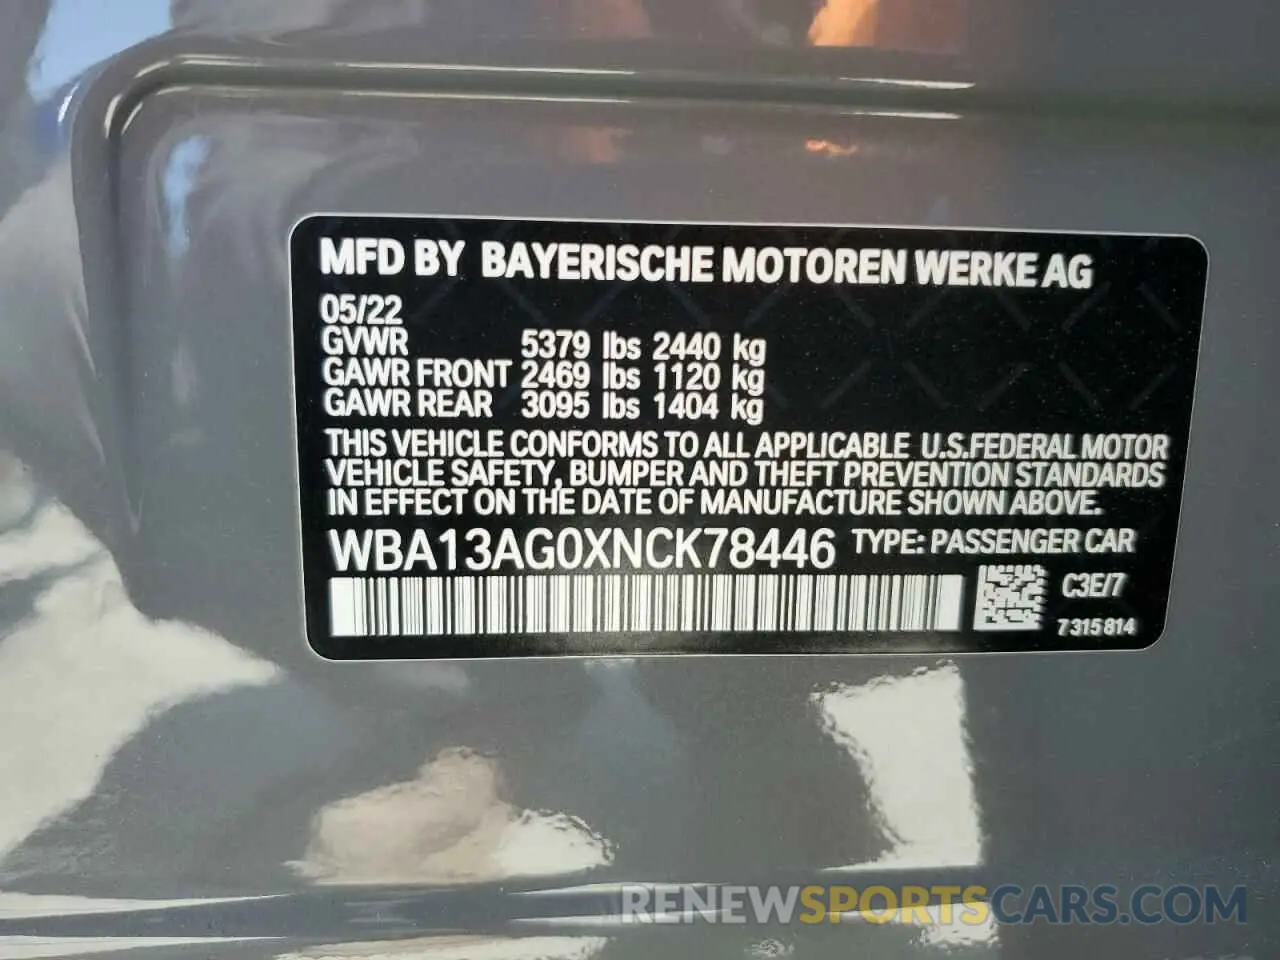 MFD BY BAYERISCHE MOTOREN WERKE AG
05/22
GVWR 5379 lbs 2440 kg
GAWR FRONT 2469 lbs 1120 kg
GAWR REAR 3095 lbs 1404 kg
THIS VEHICLE CONFORMS TO ALL APPLICABLE U.S.FEDERAL MOTOR
VEHICLE SAFETY, BUMPER AND THEFT PREVENTION STANDARDS
IN EFFECT ON THE DATE OF MANUFACTURE SHOWN ABOVE.
WBA13AG0XNCK78446 TYPE: PASSENGER CAR
C3E/7
7 315 814
RENEWSPORTSCARS.COM